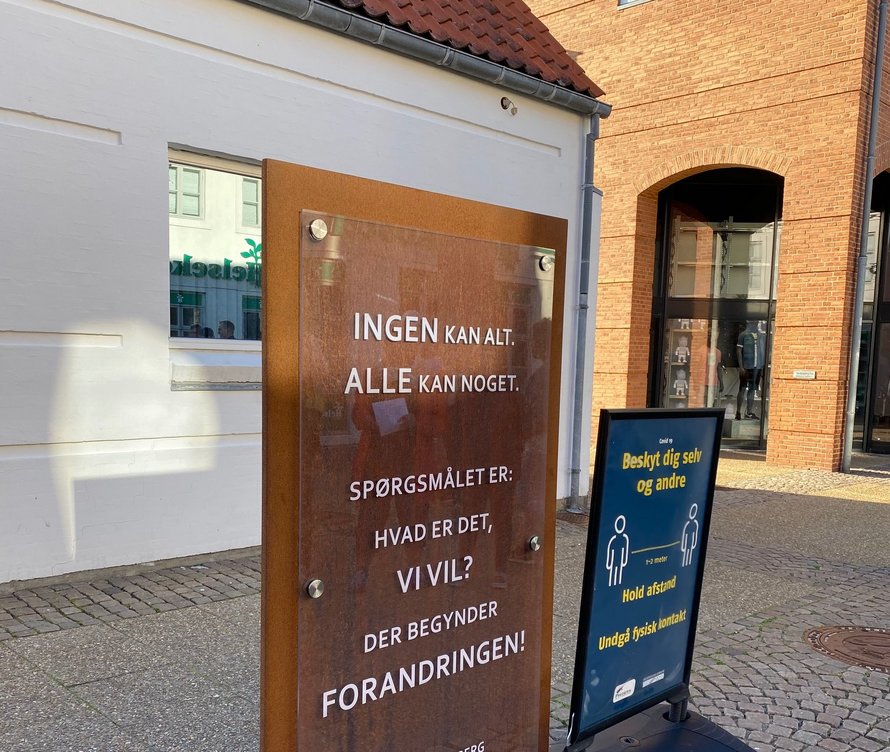 INGEN KAN ALT.
ALLE KAN NOGET.
SPØRGSMÅLET ER:
HVAD ER DET,
VI VIL?
DER BEGYNDER
FORANDRINGEN!
Covid 19
Beskyt dig selv
og andre
1-2 meter
Hold afstand
Undgå fysisk kontakt